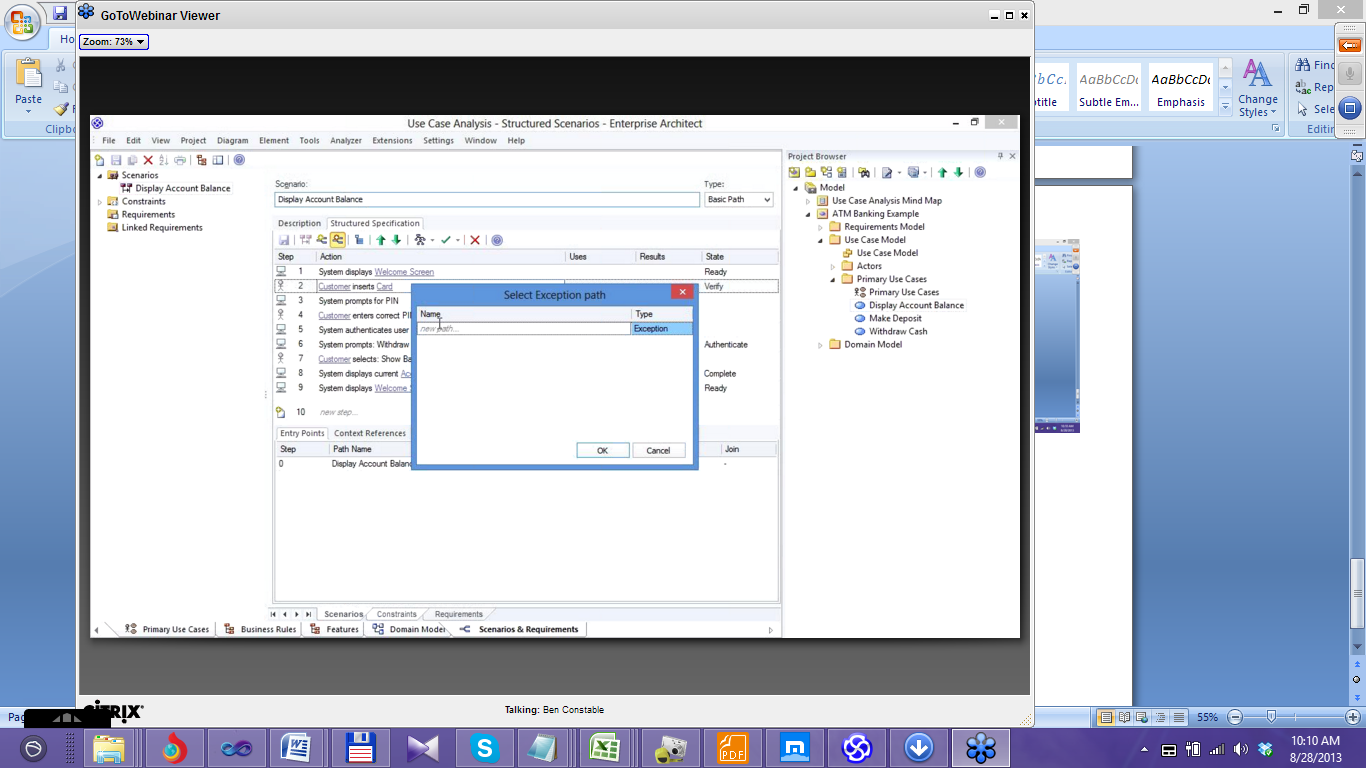 GoToWebinar Viewer
Zoom: 73%
Paste
Talking: Ben Constable
Use Case Analysis - Structured Scenarios - Enterprise Architect
File Edit View Project Diagram Element Tools Analyzer Extensions Settings Window Help
Scenarios
Display Account Balance
Constraints
Requirements
Linked Requirements
Scenario:
Type:
Display Account Balance
Basic Path
Description Structured Specification
Step Action Uses Results State
1 System displays Welcome Screen Ready
2 Customer inserts Card Verify
3 System prompts for PIN
4 Customer enters correct PIN
5 System authenticates user
6 System prompts: Withdraw Authenticate
7 Customer selects: Show Ba
8 System displays current Acc Complete
9 System displays Welcome S Ready
10 new step...
Select Exception path
Name Type
new path... Exception
OK Cancel
Entry Points Context References
Step Path Name Join
0 Display Account Balanc -
Scenarios Constraints Requirements
Primary Use Cases Business Rules Features Domain Model Scenarios & Requirements
Project Browser
Model
Use Case Analysis Mind Map
ATM Banking Example
Requirements Model
Use Case Model
Use Case Model
Actors
Primary Use Cases
Primary Use Cases
Display Account Balance
Make Deposit
Withdraw Cash
Domain Model
AaBbCcDc AaBbCcDc
Subtle Em... Emphasis
Change
Styles
55%
PDF
10:10 AM
8/28/2013